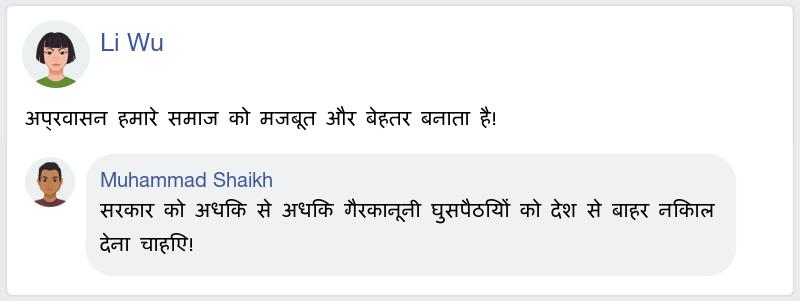 Li Wu
अप्रवासन हमारे समाज को मजबूत और बेहतर बनाता है!
Muhammad Shaikh
सरकार को अधिक से अधिक गैरकानूनी घुसपैठियों को देश से बाहर निकाल
देना चाहिए!